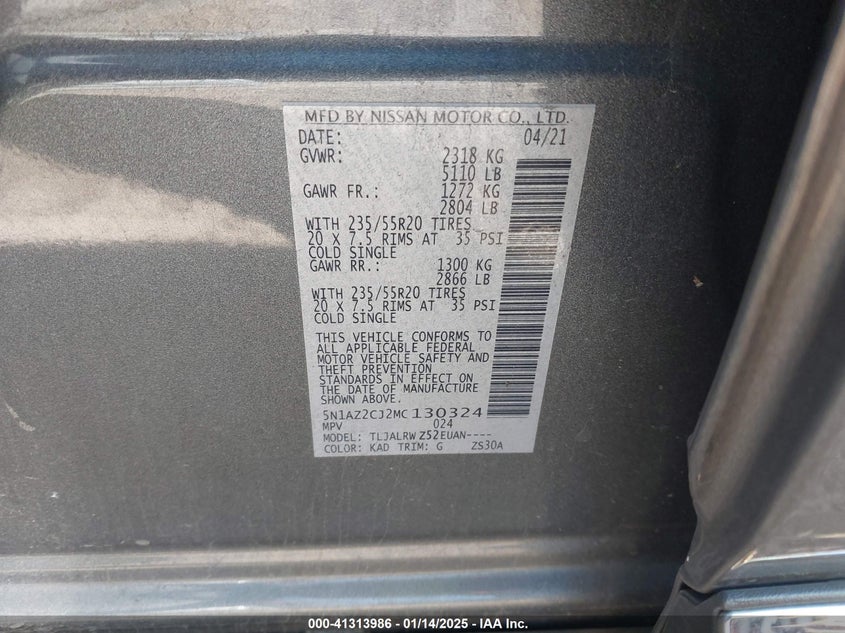 MFD BY NISSAN MOTOR CO., LTD.
DATE: 04/21
GVWR: 2318 KG
5110 LB
GAWR FR.: 1272 KG
2804 LB
WITH 235/55R20 TIRES
20 X 7.5 RIMS AT 35 PSI
COLD SINGLE
GAWR RR.: 1300 KG
2866 LB
WITH 235/55R20 TIRES
20 X 7.5 RIMS AT 35 PSI
COLD SINGLE
THIS VEHICLE CONFORMS TO
ALL APPLICABLE FEDERAL
MOTOR VEHICLE SAFETY AND
THEFT PREVENTION
STANDARDS IN EFFECT ON
THE DATE OF MANUFACTURE
SHOWN ABOVE.
5N1AZ2CJ2MC130324
MPV 024
MODEL: TLJALRW Z52EUAN----
COLOR: KAD TRIM: G ZS30A
000-41313986 - 01/14/2025 - IAA Inc.